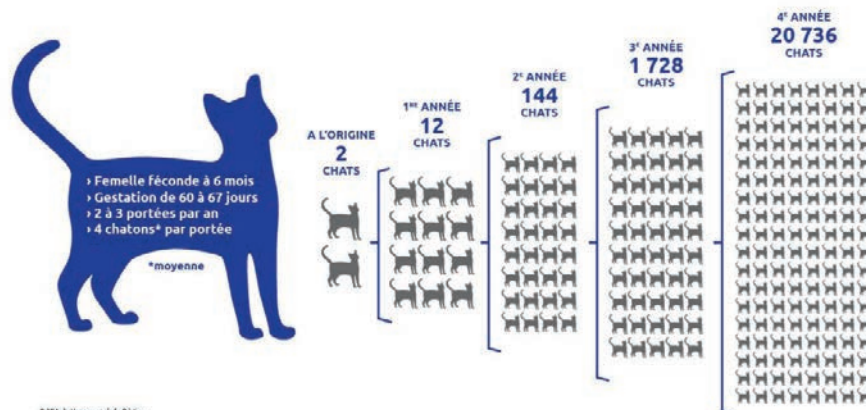 › Femelle féconde à 6 mois
› Gestation de 60 à 67 jours
› 2 à 3 portées par an
› 4 chatons* par portée
*moyenne
A L'ORIGINE
2
CHATS
1RE ANNÉE
12
CHATS
2E ANNÉE
144
CHATS
3E ANNÉE
1 728
CHATS
4E ANNÉE
20 736
CHATS